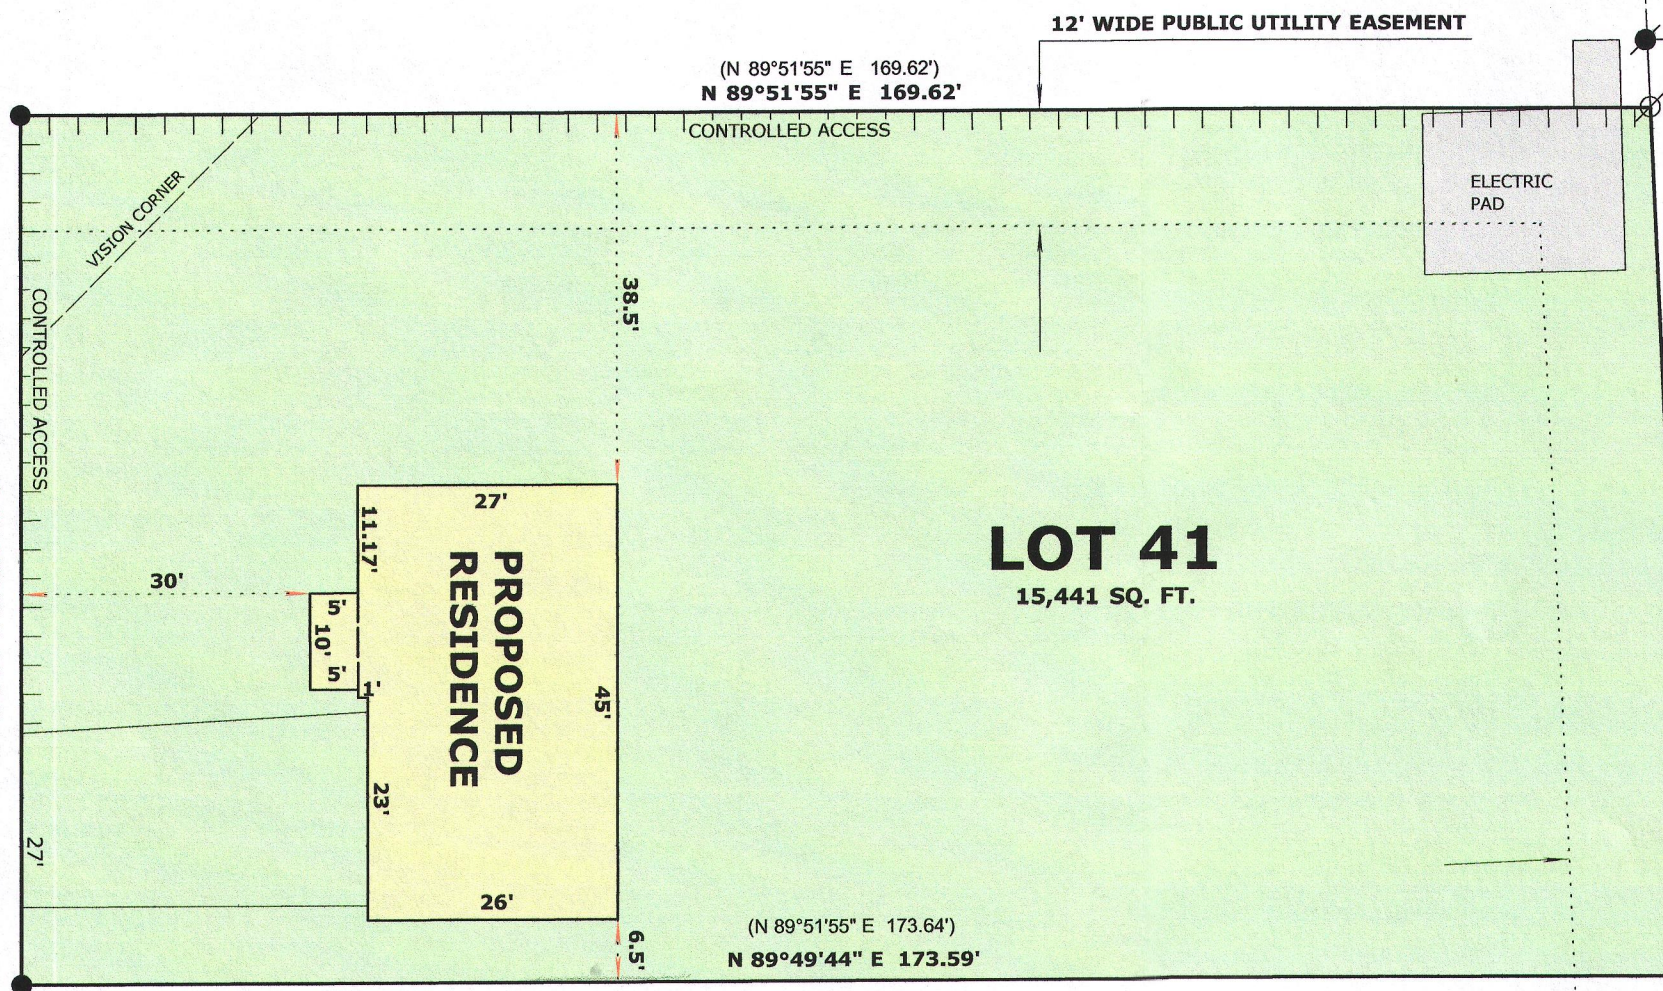 12' WIDE PUBLIC UTILITY EASEMENT
(N 89°51'55" E 169.62')
N 89°51'55" E 169.62'
CONTROLLED ACCESS
VISION CORNER
ELECTRIC
PAD
CONTROLLED ACCESS
38.5'
27'
11.17'
PROPOSED
RESIDENCE
LOT 41
15,441 SQ. FT.
30'
5'
10'
5'
1'
45'
23'
27'
26'
6.5'
(N 89°51'55" E 173.64')
N 89°49'44" E 173.59'